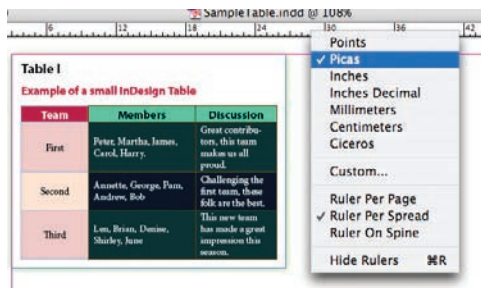 SampleTable.indd @ 108%
6 12 18 24 30 36 42
Table I
Example of a small InDesign Table
Team Members Discussion
First
Peter, Martha, James,
Carol, Harry.
Great contribu-
tors, this team
makes us all
proud.
Second
Annette, George, Pam,
Andrew, Bob
Challenging the
first team, these
folk are the best.
Third
Len, Brian, Denise,
Shirley, June
This new team
has made a great
impression this
season.
Points
✓ Picas
Inches
Inches Decimal
Millimeters
Centimeters
Ciceros
Custom...
Ruler Per Page
✓ Ruler Per Spread
Ruler On Spine
Hide Rulers ⌘R